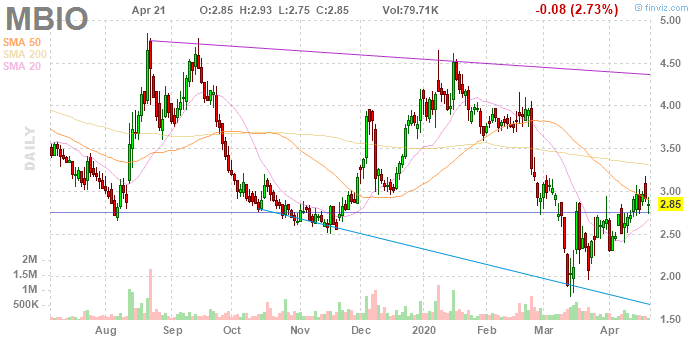 © finviz.com
MBIO
Apr 21 O:2.85 H:2.93 L:2.75 C:2.85 Vol:79.71K -0.08 (2.73%)
SMA 50
SMA 200
SMA 20
DAILY
5.00
4.50
4.00
3.50
3.00
2.85
2.50
2.00
1.50
2M
1.5M
1M
500K
Aug Sep Oct Nov Dec 2020 Feb Mar Apr